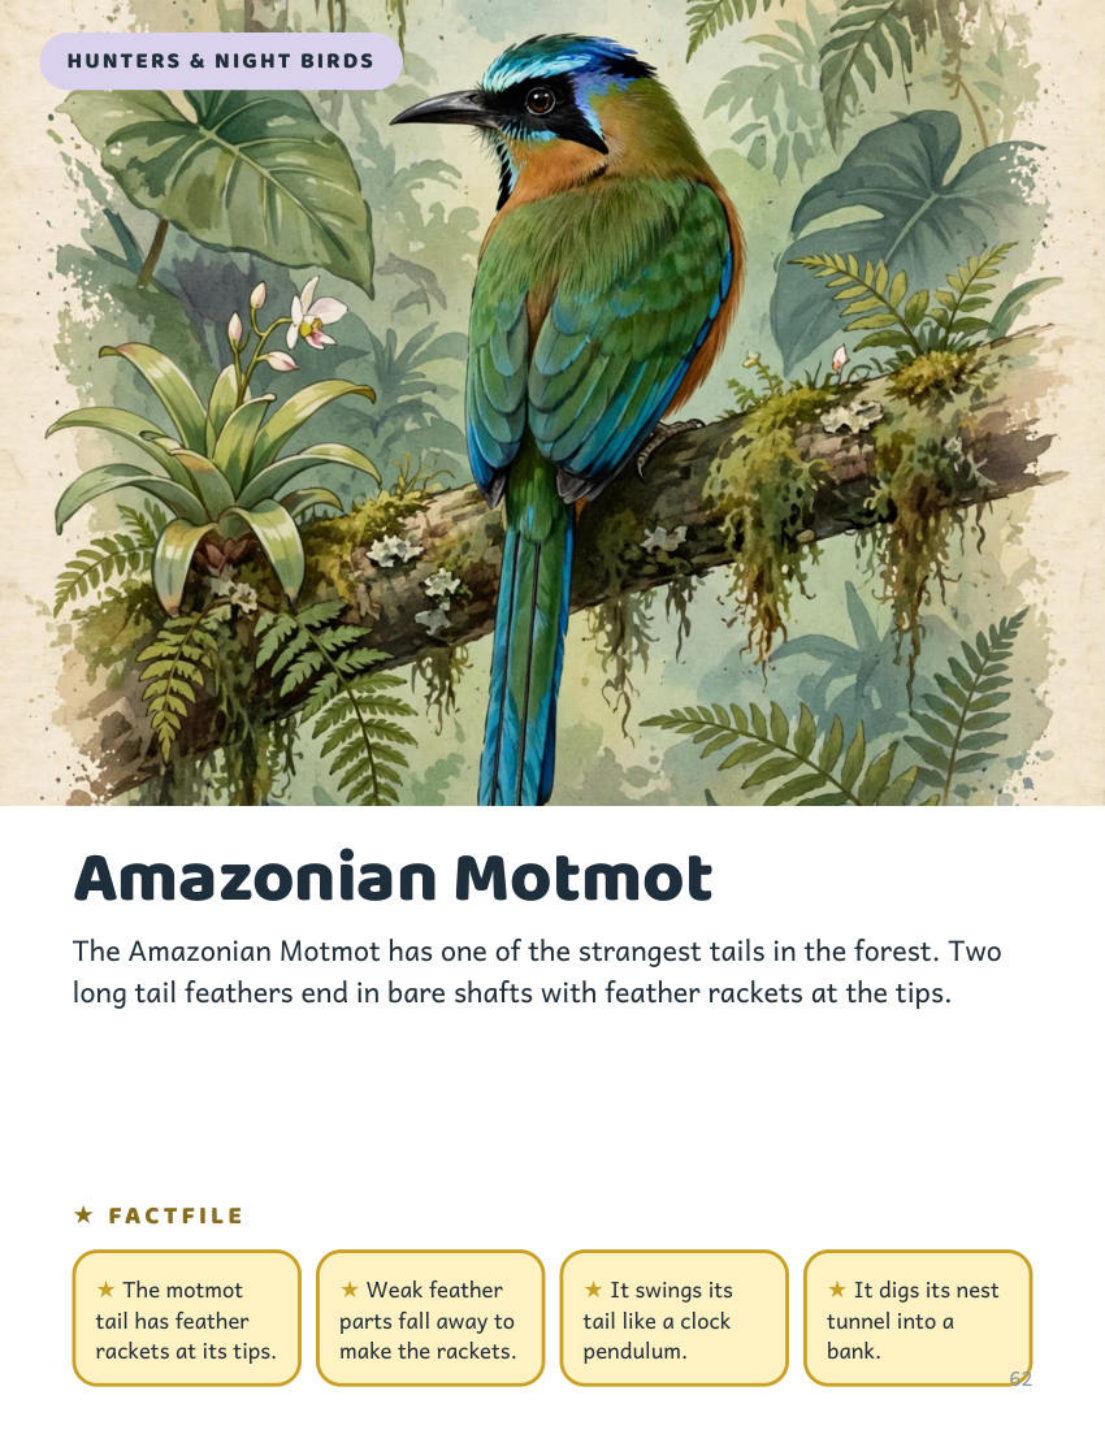 HUNTERS & NIGHT BIRDS
Amazonian Motmot
The Amazonian Motmot has one of the strangest tails in the forest. Two
long tail feathers end in bare shafts with feather rackets at the tips.
★ FACTFILE
★ The motmot
tail has feather
rackets at its tips.
★ Weak feather
parts fall away to
make the rackets.
★ It swings its
tail like a clock
pendulum.
★ It digs its nest
tunnel into a
bank.
62